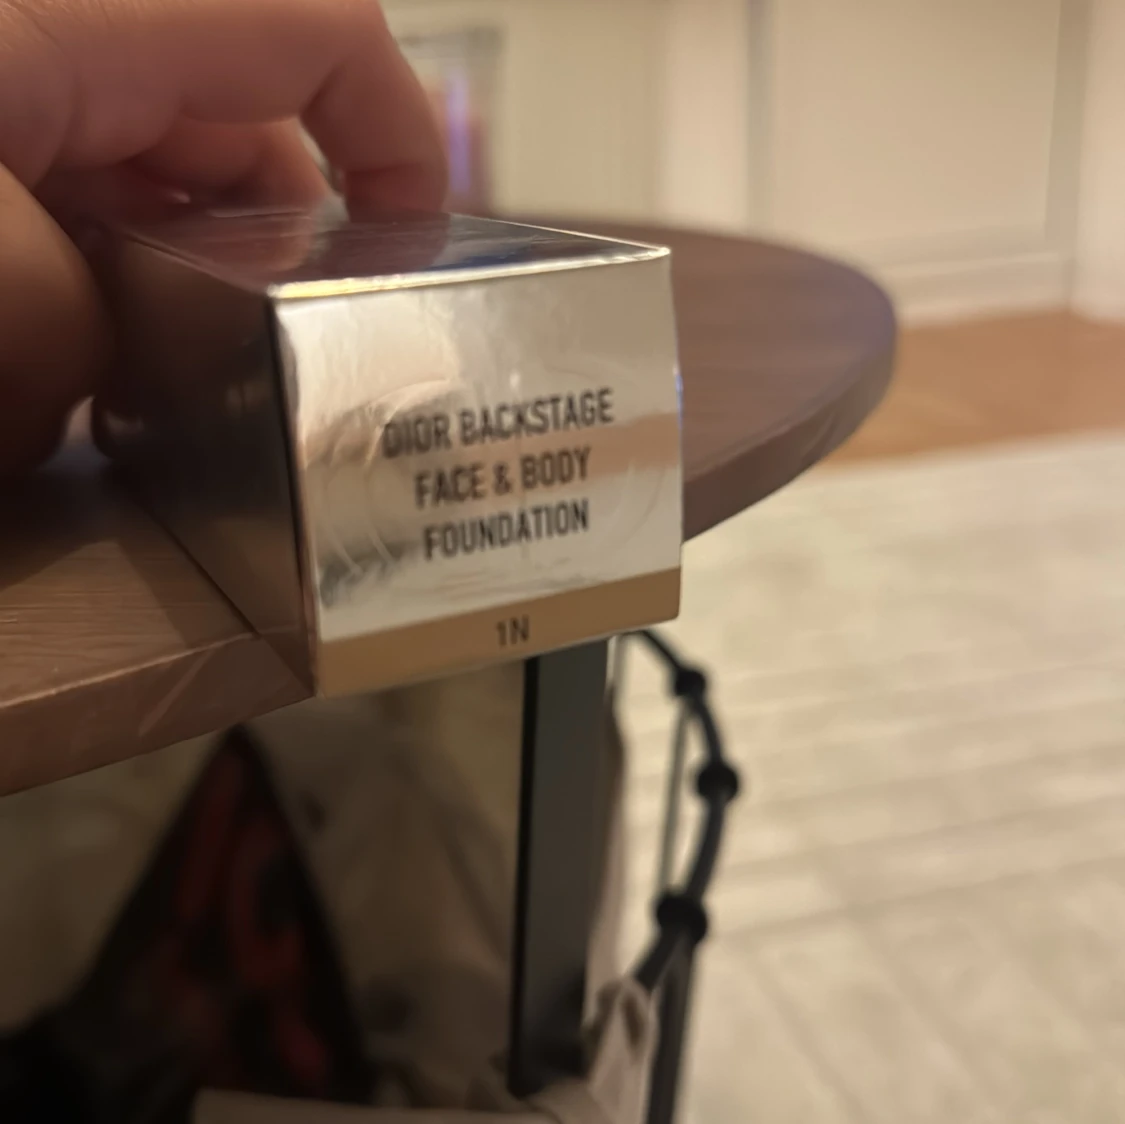 DIOR BACKSTAGE
FACE & BODY
FOUNDATION
1N